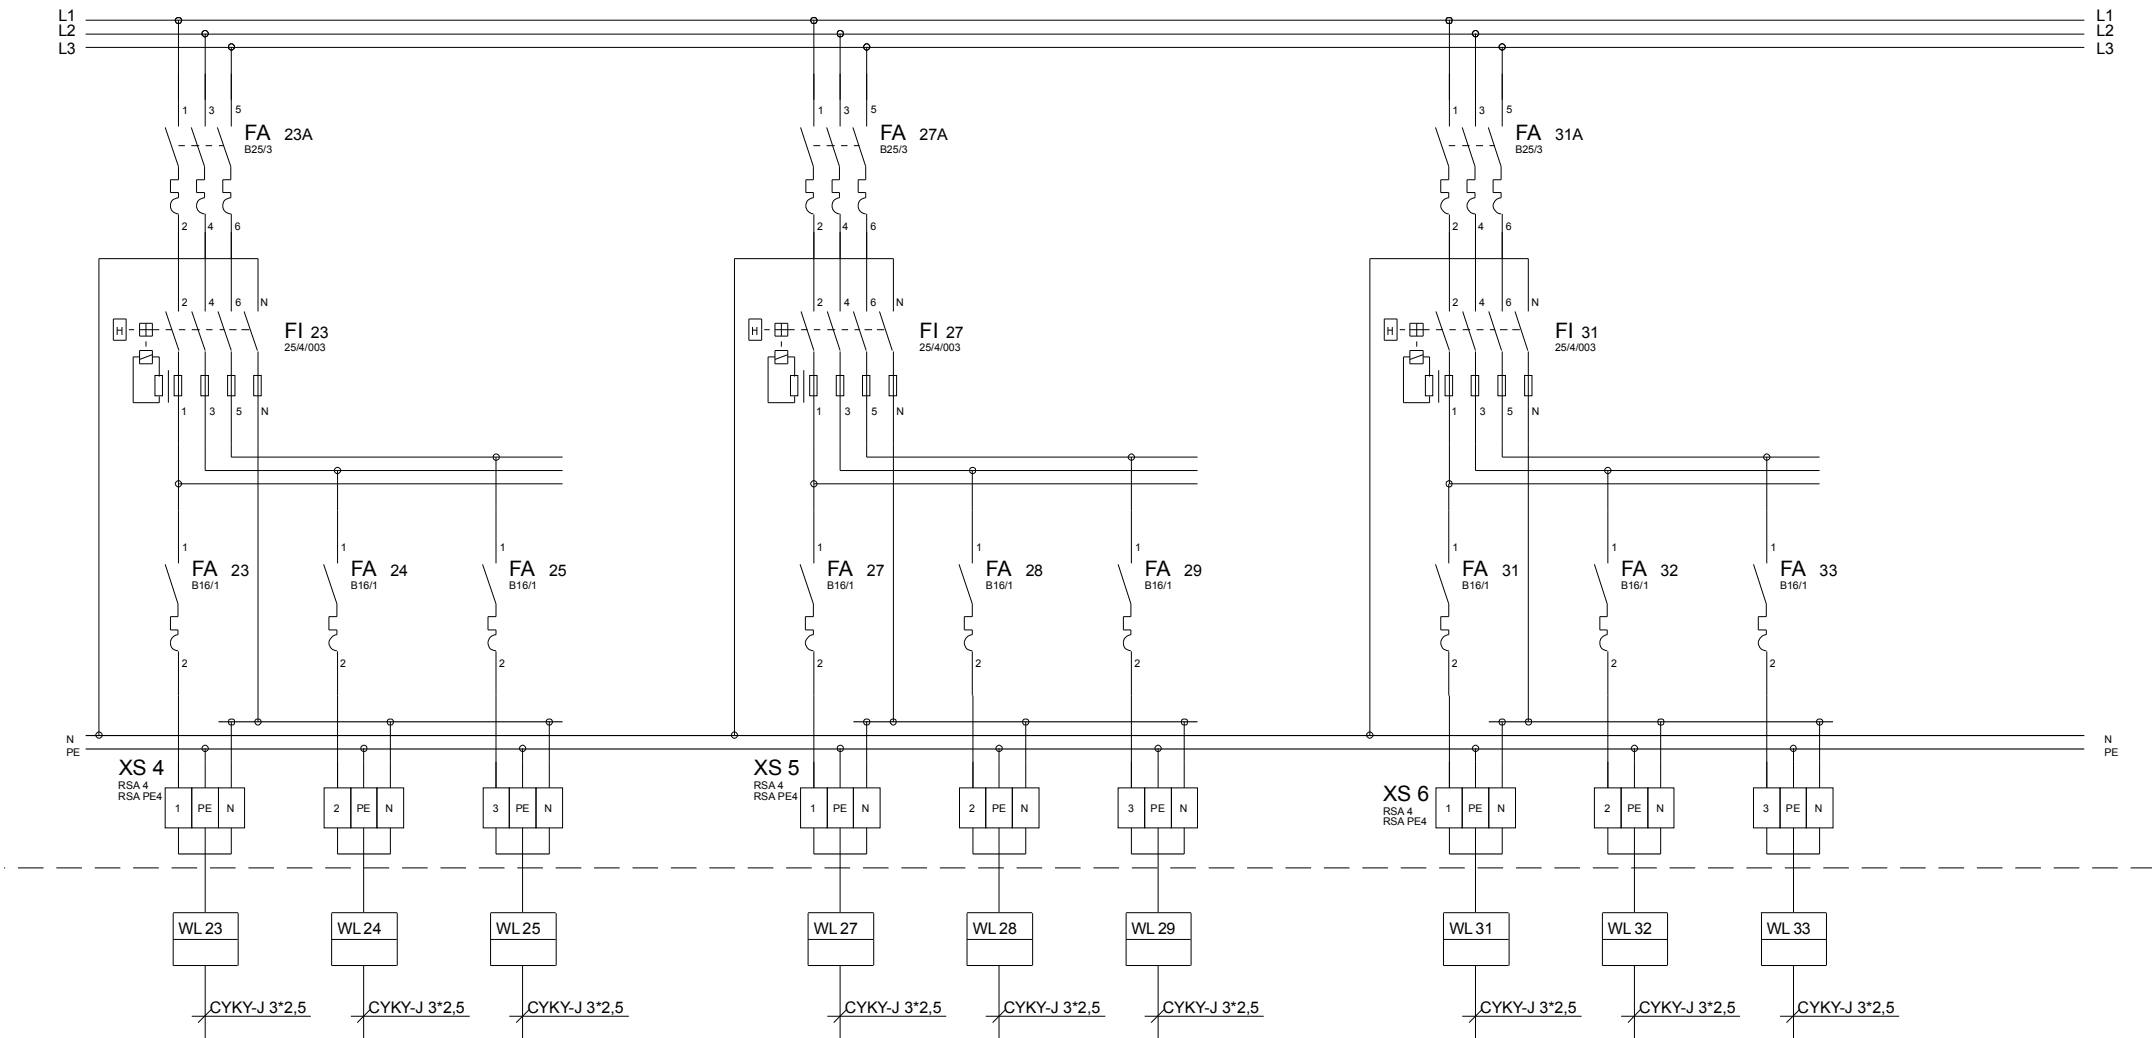 L1 L1
L2 L2
L3 L3
1 3 5 1 3 5 1 3 5
FA 23A FA 27A FA 31A
B25/3 B25/3 B25/3
2 4 6 2 4 6 2 4 6
2 4 6 N 2 4 6 N 2 4 6 N
H FI 23 H FI 27 H FI 31
25/4/003 25/4/003 25/4/003
1 3 5 N 1 3 5 N 1 3 5 N
1 1 1 1 1 1 1 1 1
FA 23 FA 24 FA 25 FA 27 FA 28 FA 29 FA 31 FA 32 FA 33
B16/1 B16/1 B16/1 B16/1 B16/1 B16/1 B16/1 B16/1 B16/1
2 2 2 2 2 2 2 2 2
N N
PE PE
XS 4 XS 5 XS 6
RSA 4 RSA 4 RSA 4
RSA PE4 RSA PE4 RSA PE4
1 PE N 2 PE N 3 PE N 1 PE N 2 PE N 3 PE N 1 PE N 2 PE N 3 PE N
WL 23 WL 24 WL 25 WL 27 WL 28 WL 29 WL 31 WL 32 WL 33
CYKY-J 3*2,5 CYKY-J 3*2,5 CYKY-J 3*2,5 CYKY-J 3*2,5 CYKY-J 3*2,5 CYKY-J 3*2,5 CYKY-J 3*2,5 CYKY-J 3*2,5 CYKY-J 3*2,5